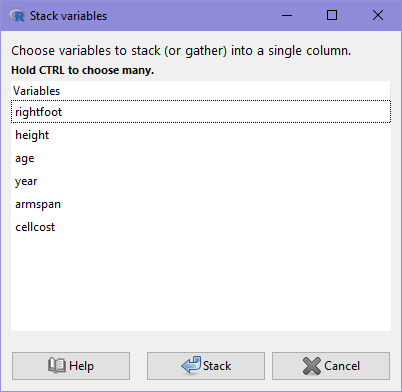 Stack variables
Choose variables to stack (or gather) into a single column.
Hold CTRL to choose many.
Variables
rightfoot
height
age
year
armspan
cellcost
Help Stack Cancel